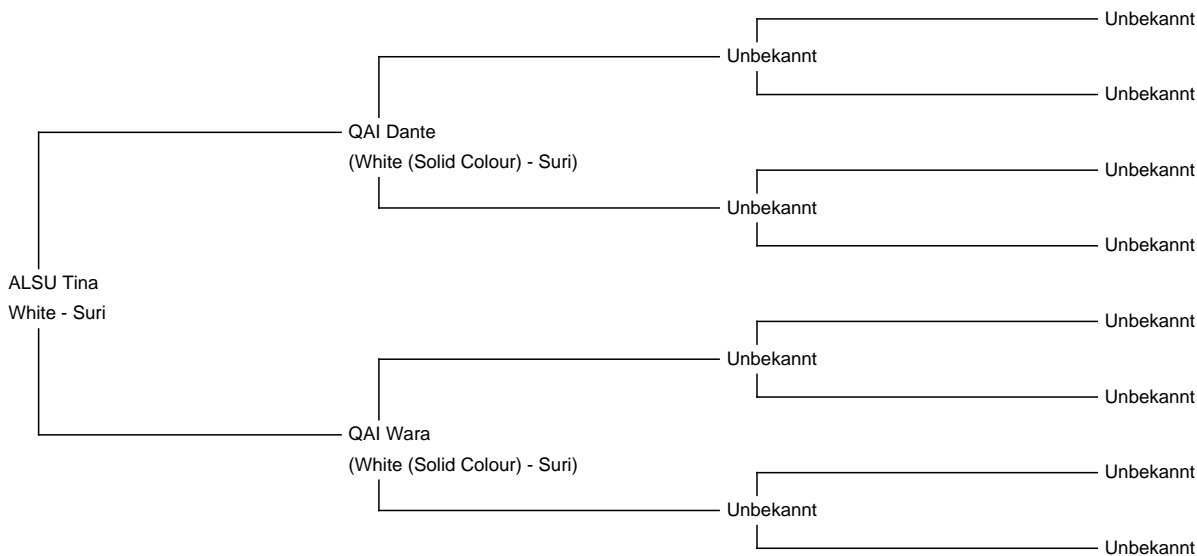 Unbekannt
Unbekannt
Unbekannt
QAI Dante
(White (Solid Colour) - Suri)
Unbekannt
Unbekannt
Unbekannt
ALSU Tina
White - Suri
Unbekannt
Unbekannt
Unbekannt
QAI Wara
(White (Solid Colour) - Suri)
Unbekannt
Unbekannt
Unbekannt